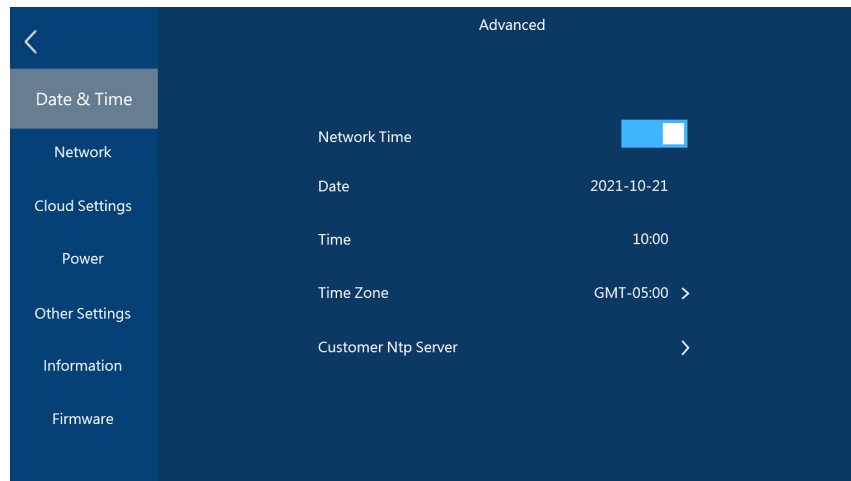 Advanced
Date & Time
Network
Cloud Settings
Power
Other Settings
Information
Firmware
Network Time
Date 2021-10-21
Time 10:00
Time Zone GMT-05:00 >
Customer Ntp Server >